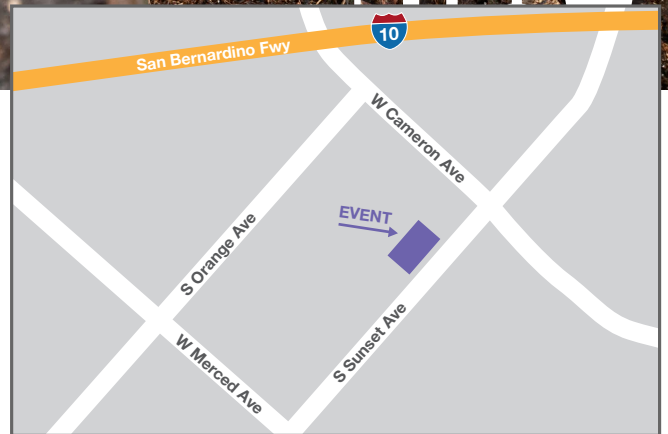 San Bernardino Fwy
10
W Cameron Ave
EVENT
S Orange Ave
S Sunset Ave
W Merced Ave